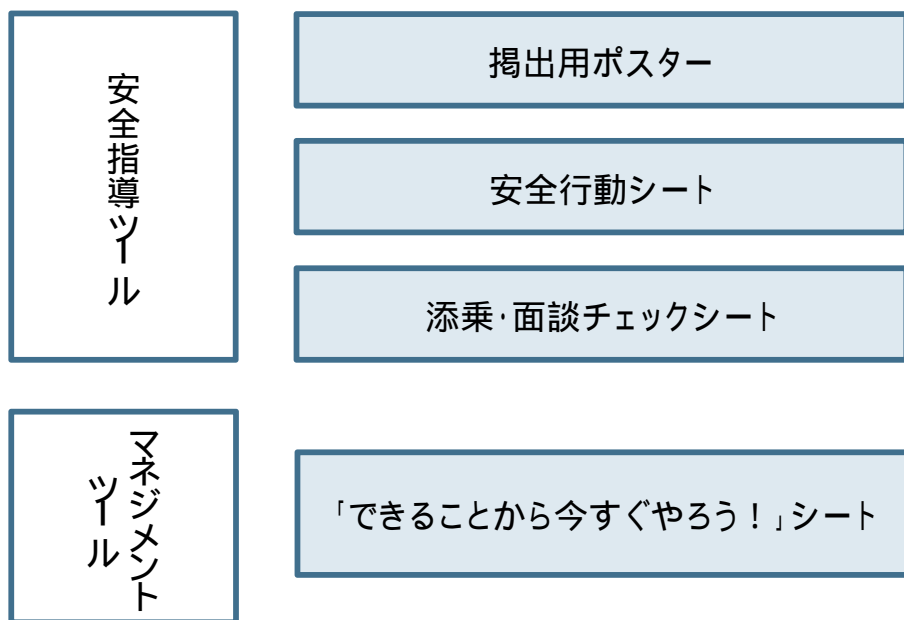 安全指導ツール
掲出用ポスター
安全行動シート
添乗・面談チェックシート
マネジメント
ツール
「できることから今すぐやろう！」シート